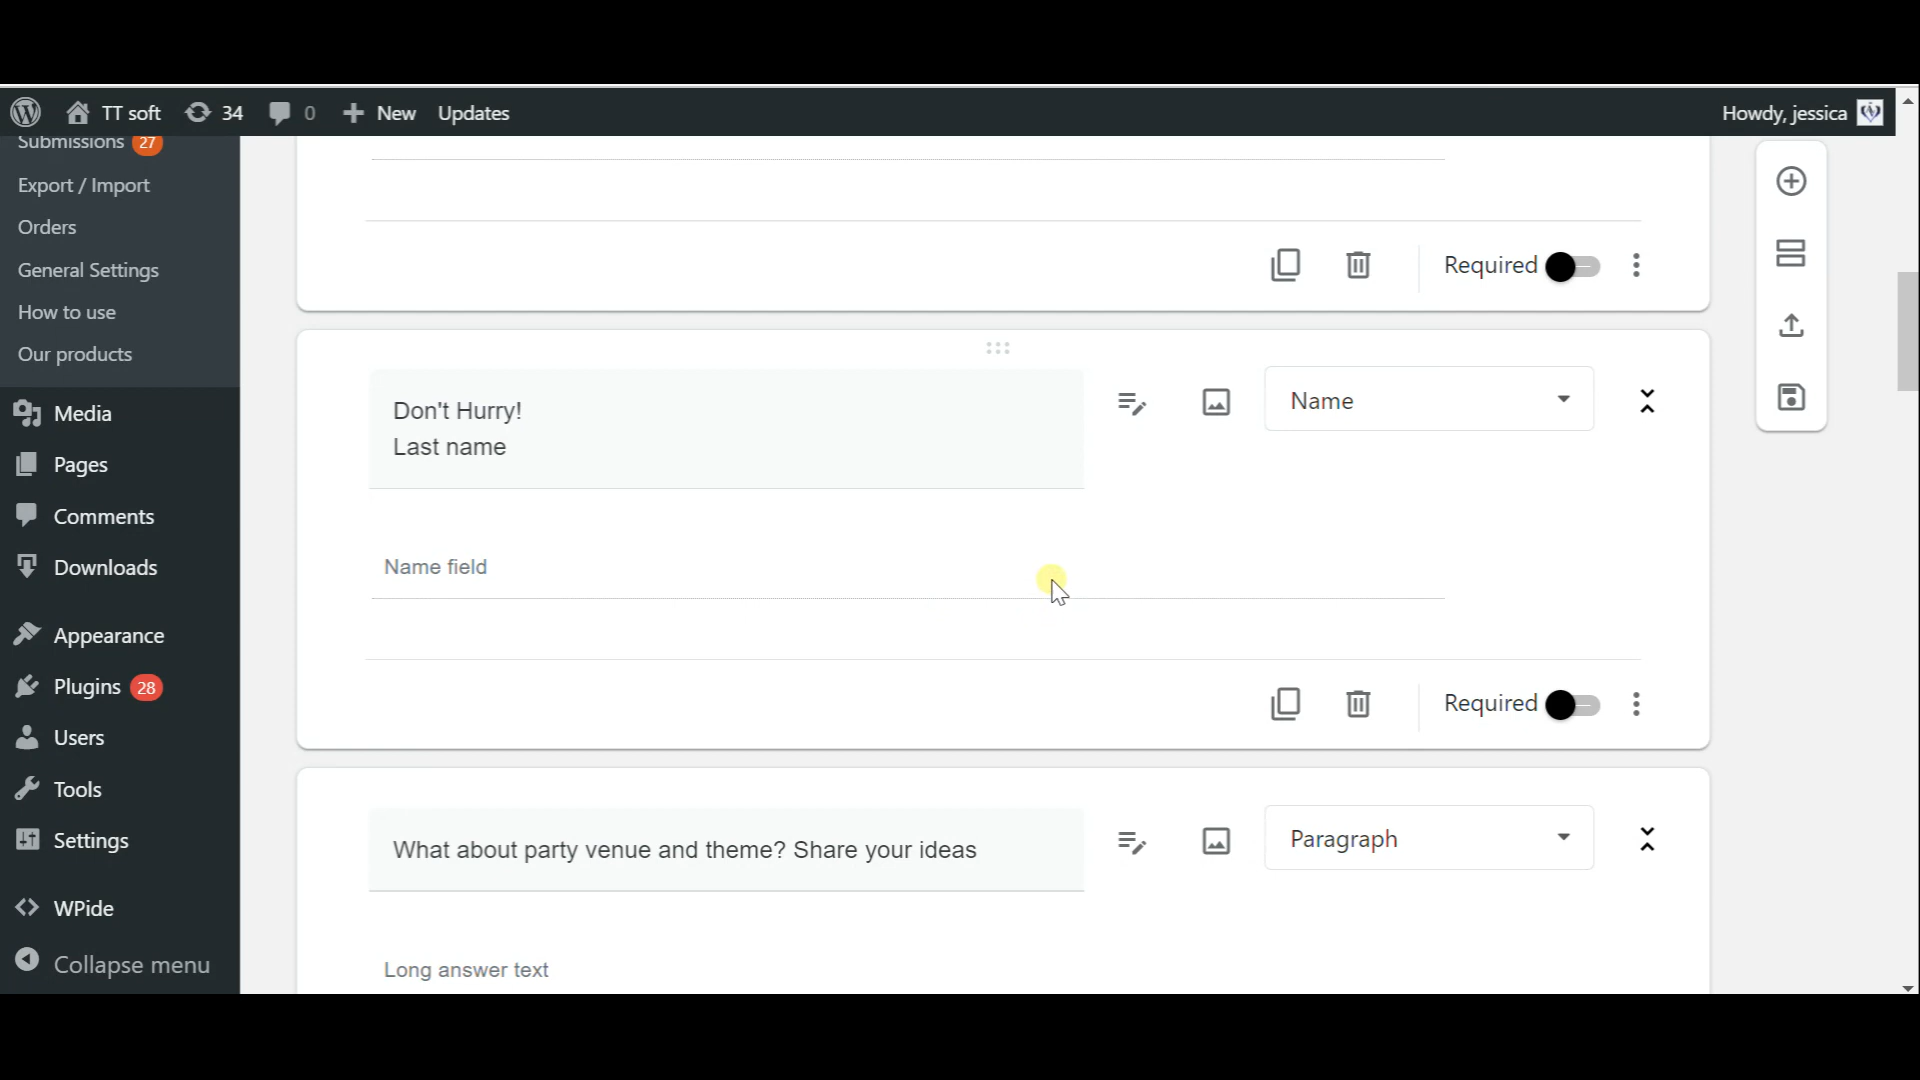 TT soft 34 0 New Updates Howdy, jessica
Submissions 27
Export / Import
Orders
General Settings
How to use
Our products
Media
Pages
Comments
Downloads
Appearance
Plugins 28
Users
Tools
Settings
WPide
Collapse menu
Required
Don't Hurry!
Last name
Name
Name field
Required
What about party venue and theme? Share your ideas
Paragraph
Long answer text